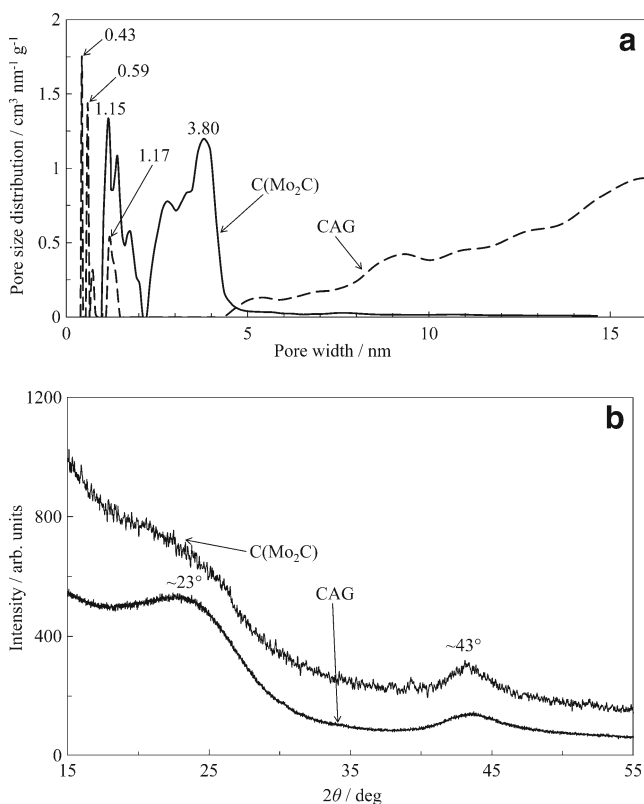 a
2
0.43
0.59
1.5
1.15
3.80
1.17
1
C(Mo₂C)
CAG
0.5
0
0 5 10 15
Pore size distribution / cm³ nm⁻¹ g⁻¹
Pore width / nm
b
1200
800
C(Mo₂C)
~23°
CAG
~43°
400
0
15 25 35 45 55
Intensity / arb. units
2θ / deg